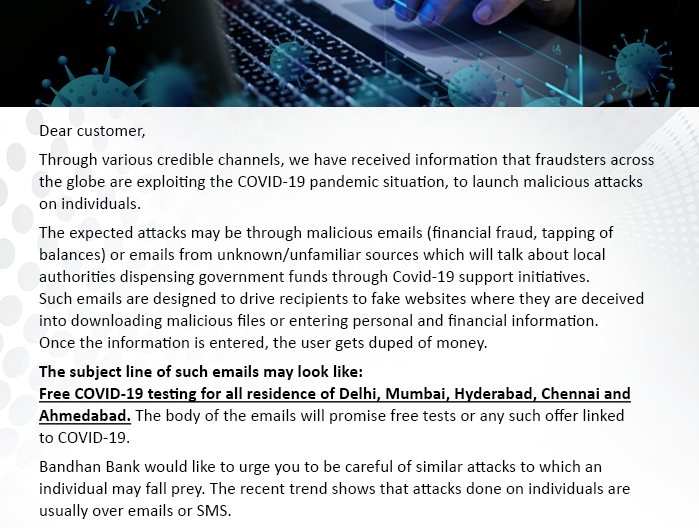 Dear customer,
Through various credible channels, we have received information that fraudsters across
the globe are exploiting the COVID-19 pandemic situation, to launch malicious attacks
on individuals.
The expected attacks may be through malicious emails (financial fraud, tapping of
balances) or emails from unknown/unfamiliar sources which will talk about local
authorities dispensing government funds through Covid-19 support initiatives.
Such emails are designed to drive recipients to fake websites where they are deceived
into downloading malicious files or entering personal and financial information.
Once the information is entered, the user gets duped of money.
The subject line of such emails may look like:
Free COVID-19 testing for all residence of Delhi, Mumbai, Hyderabad, Chennai and
Ahmedabad. The body of the emails will promise free tests or any such offer linked
to COVID-19.
Bandhan Bank would like to urge you to be careful of similar attacks to which an
individual may fall prey. The recent trend shows that attacks done on individuals are
usually over emails or SMS.